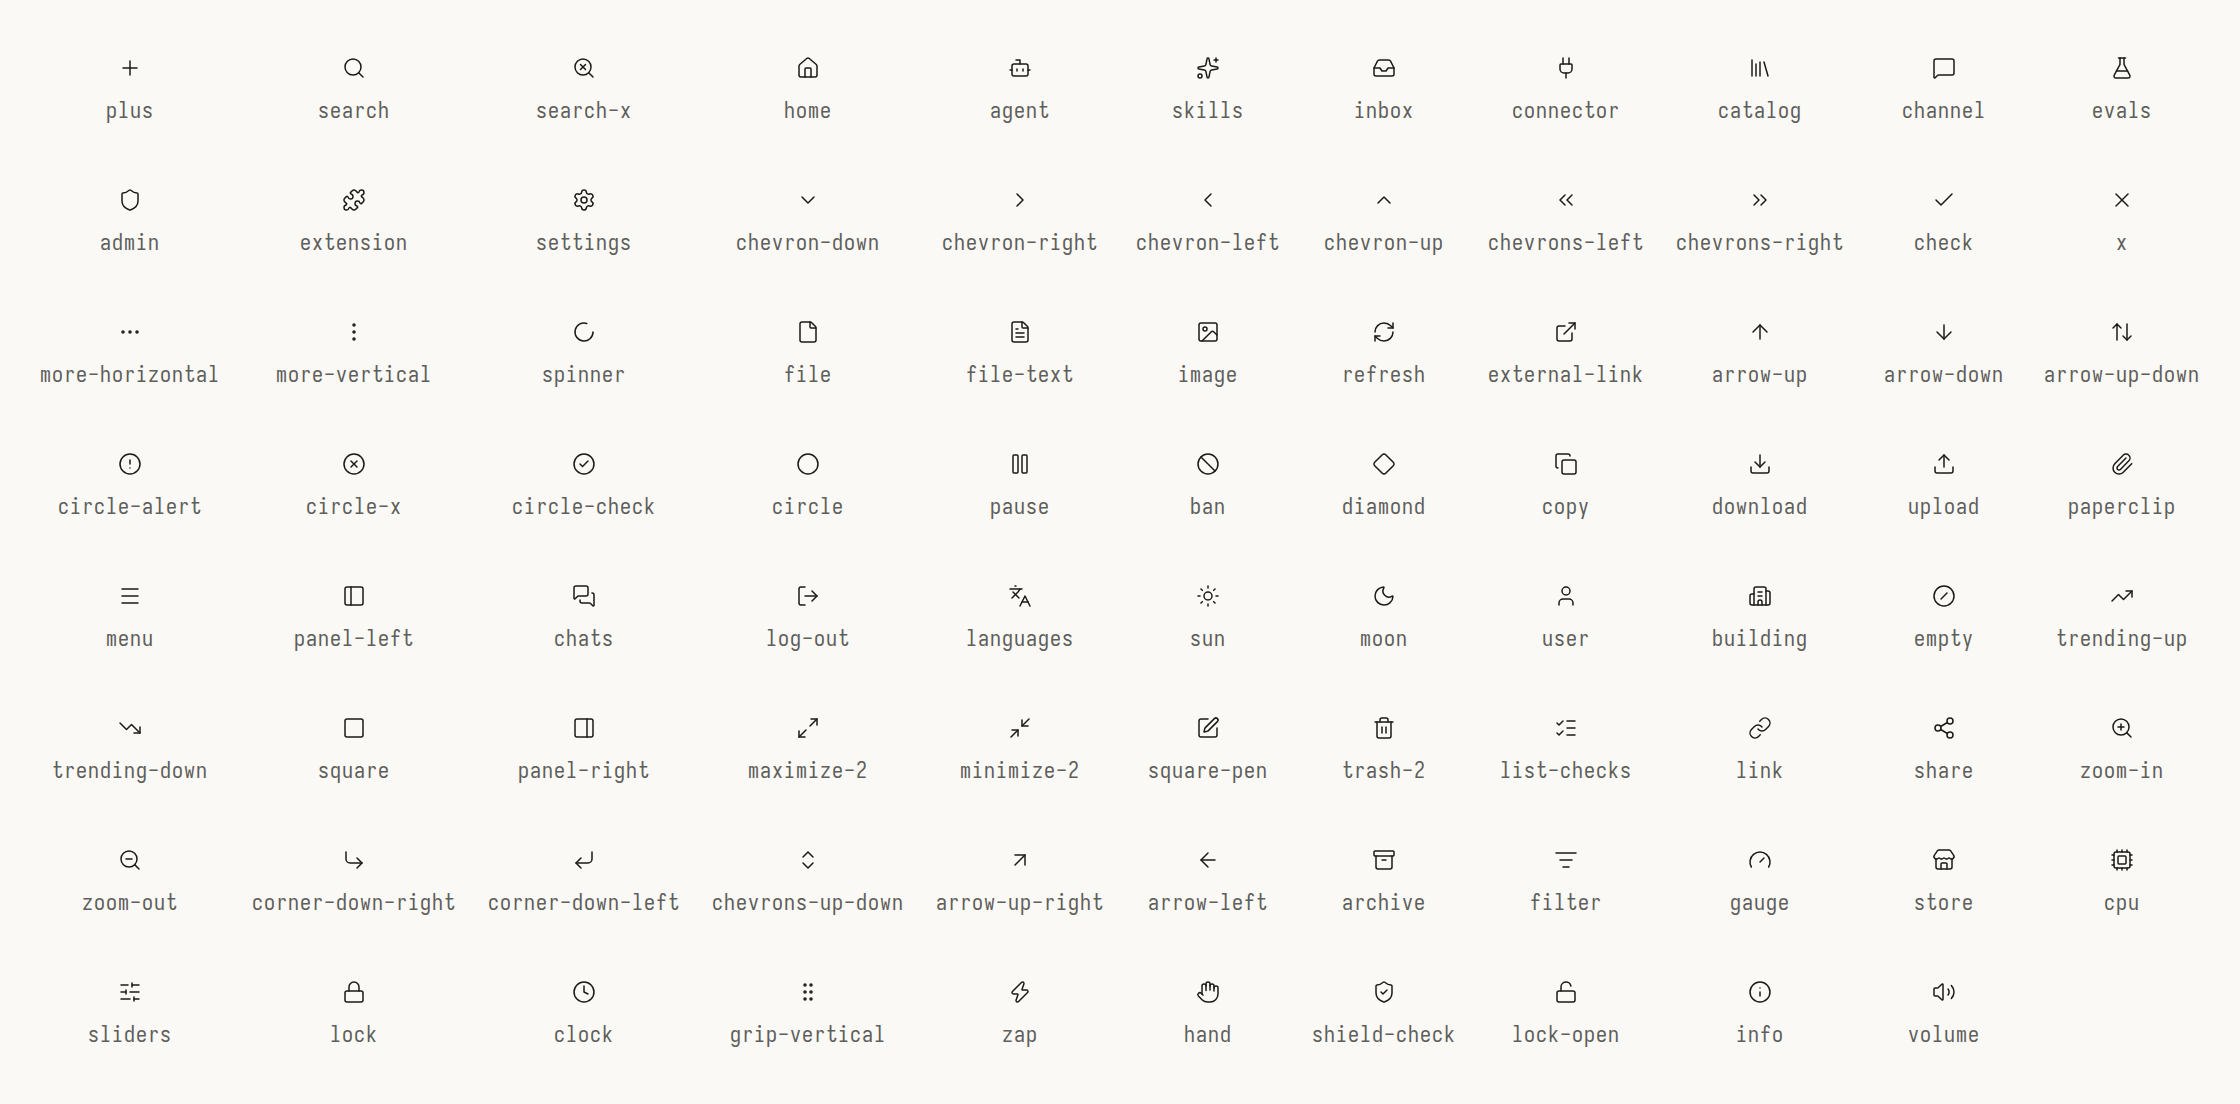 plus search search-x home agent skills inbox connector catalog channel evals
admin extension settings chevron-down chevron-right chevron-left chevron-up chevrons-left chevrons-right check x
more-horizontal more-vertical spinner file file-text image refresh external-link arrow-up arrow-down arrow-up-down
circle-alert circle-x circle-check circle pause ban diamond copy download upload paperclip
menu panel-left chats log-out languages sun moon user building empty trending-up
trending-down square panel-right maximize-2 minimize-2 square-pen trash-2 list-checks link share zoom-in
zoom-out corner-down-right corner-down-left chevrons-up-down arrow-up-right arrow-left archive filter gauge store cpu
sliders lock clock grip-vertical zap hand shield-check lock-open info volume